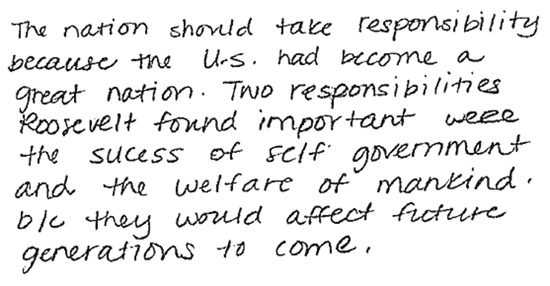 The nation should take responsibility
because the U.S. had become a
great nation. Two responsibilities
Roosevelt found important were
the sucess of self government
and the welfare of mankind.
b/c they would affect future
generations to come.